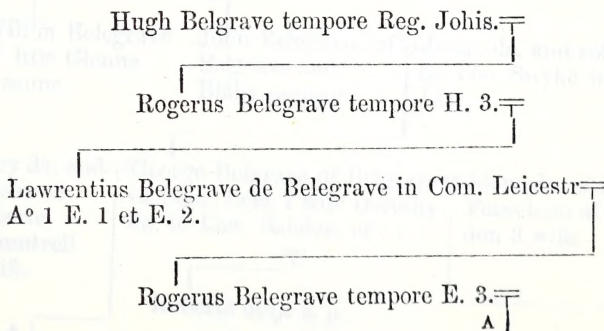 Hugh Belgrave tempore Reg. Johis.
Rogerus Belegrave tempore H. 3.
Lawrentius Belegrave de Belegrave in Com. Leicestr
Aº 1 E. 1 et E. 2.
Rogerus Belegrave tempore E. 3.
A